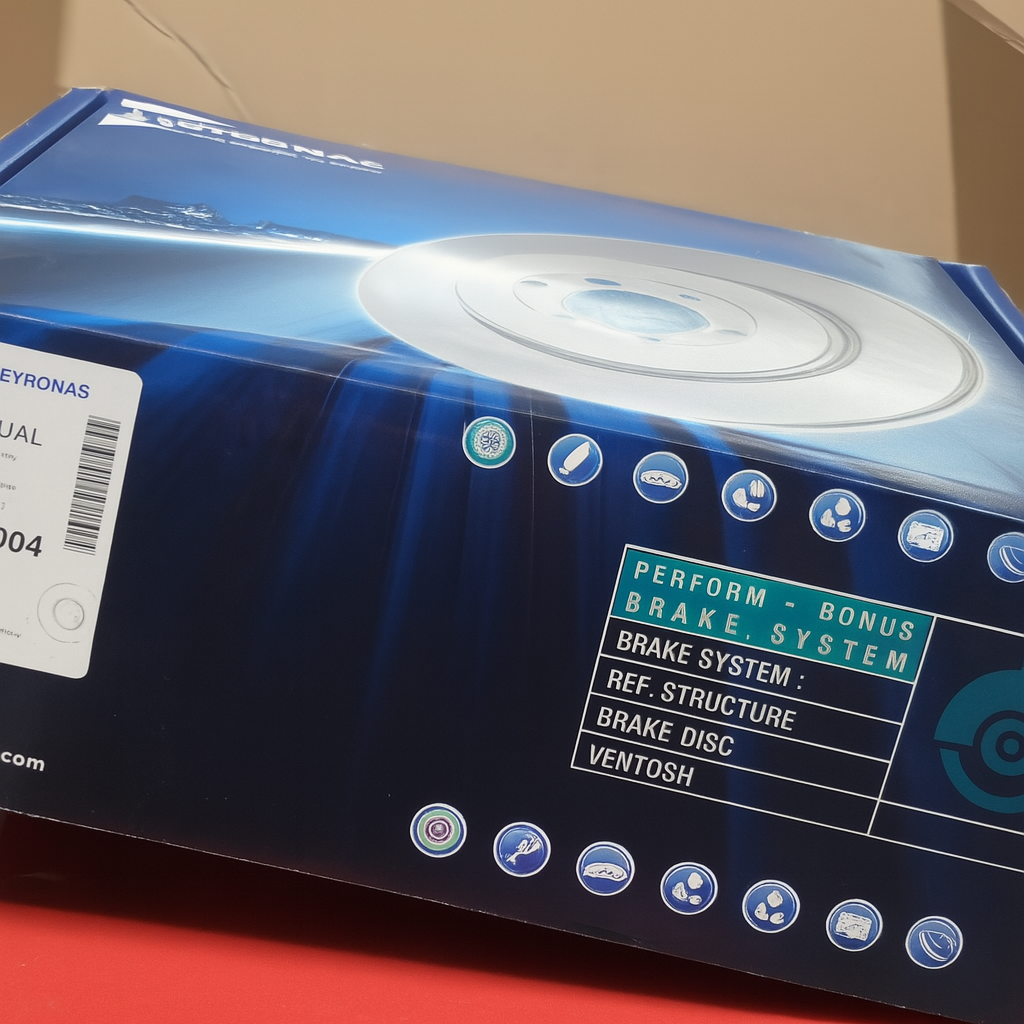 EYRONAS
UAL
004
.com
PERFORM - BONUS
BRAKE. SYSTEM
BRAKE SYSTEM :
REF. STRUCTURE
BRAKE DISC
VENTOSH